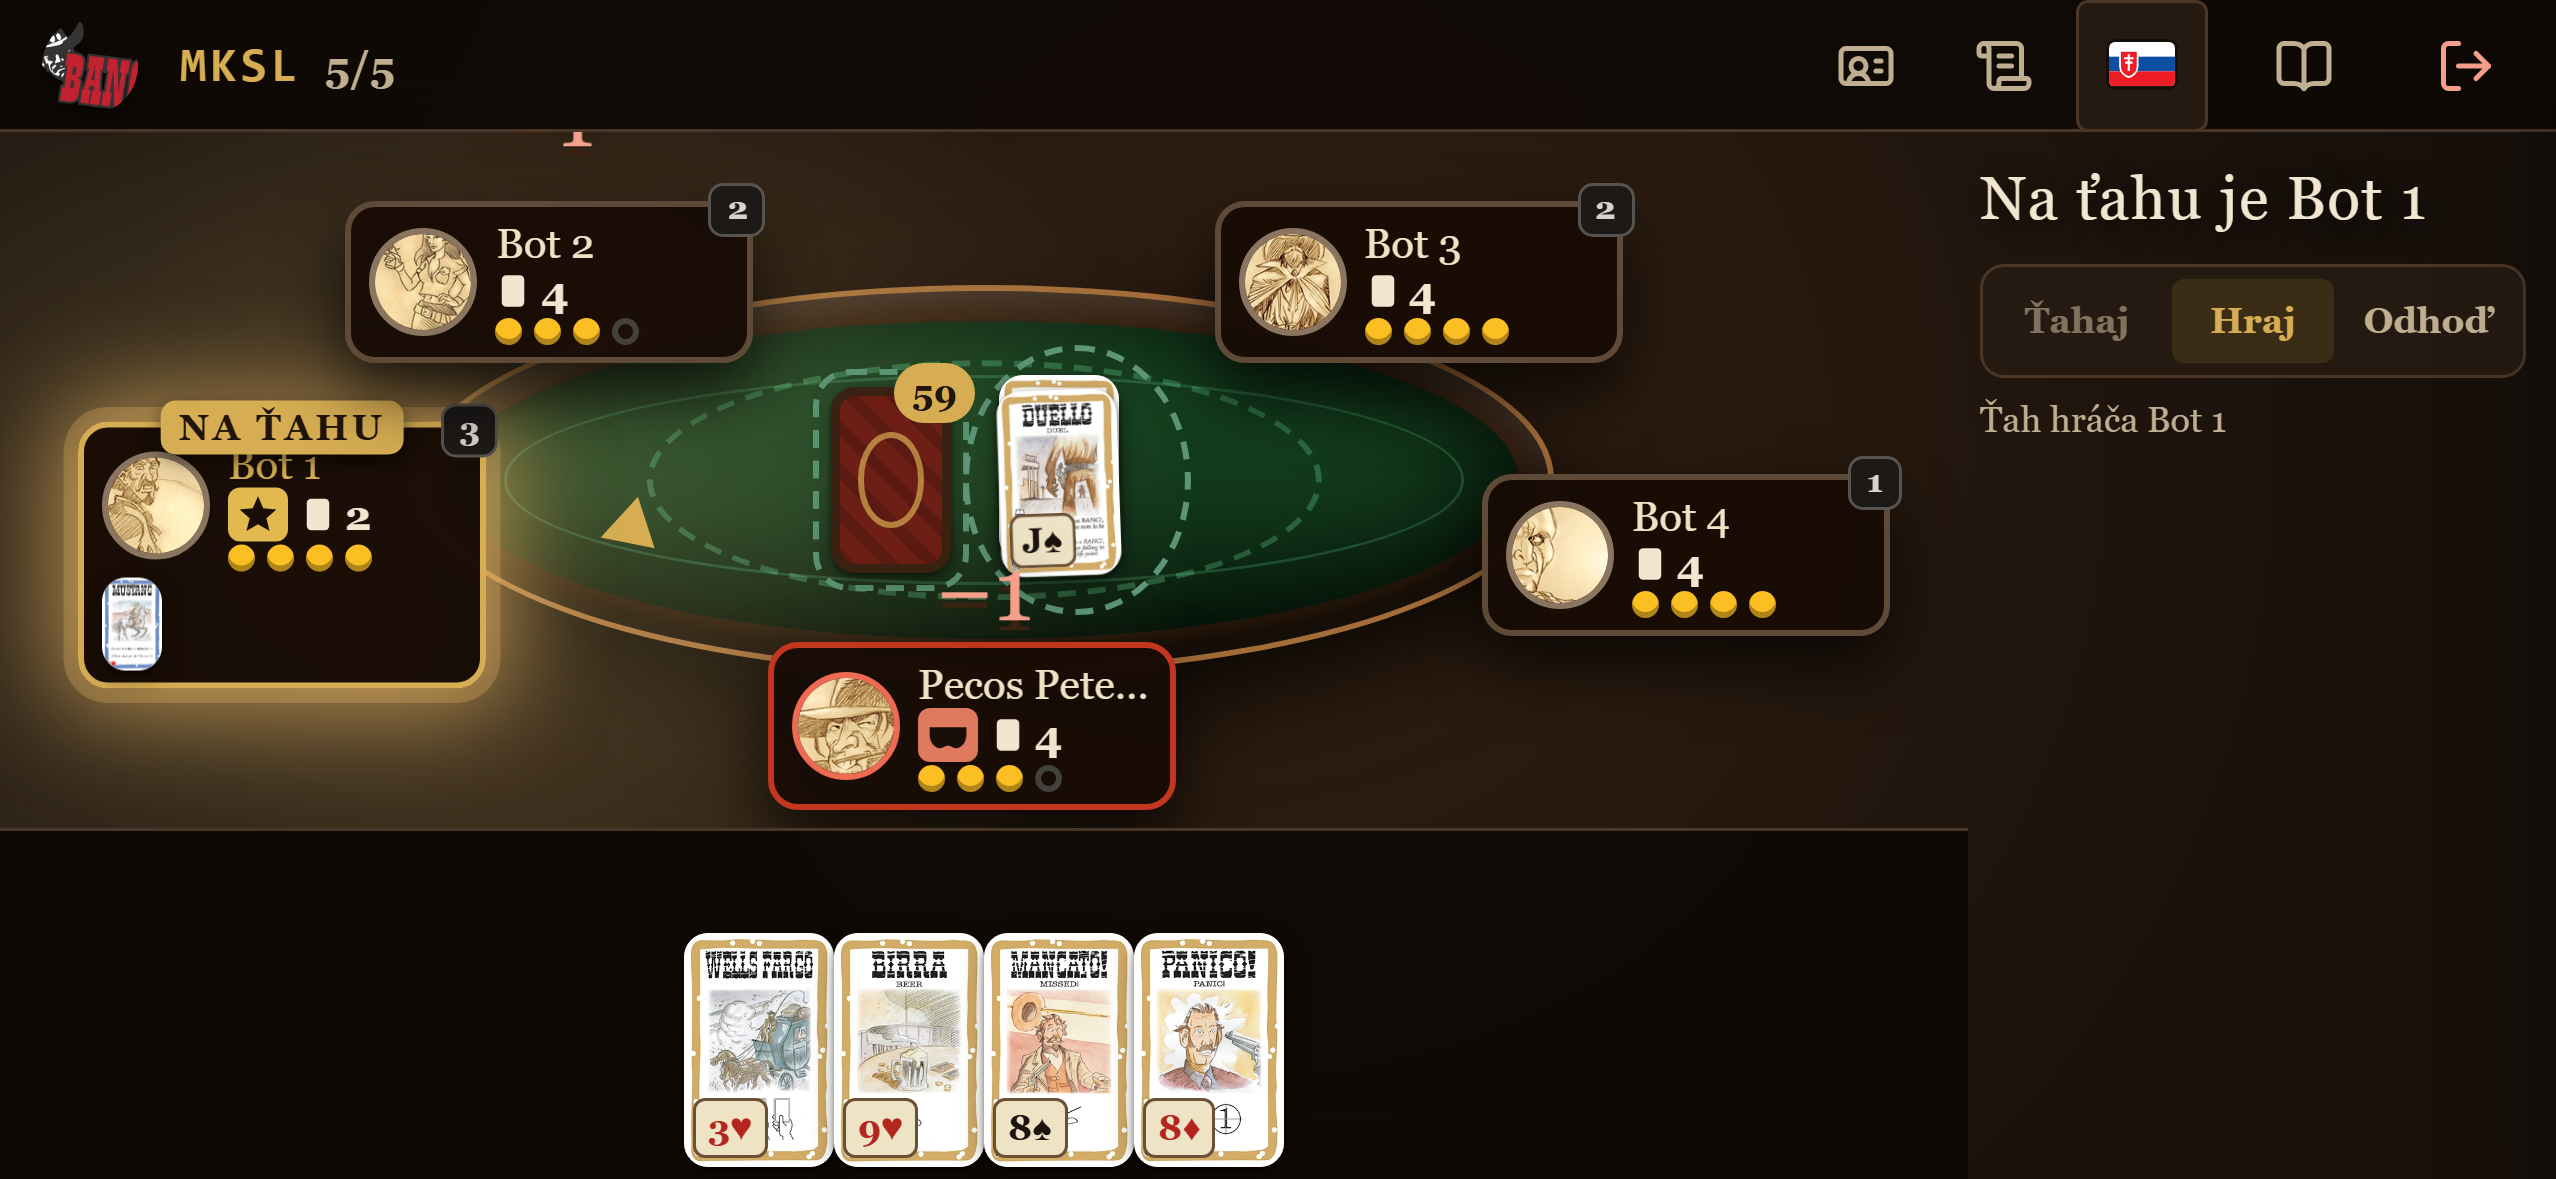 BANG
MKSL 5/5
Na ťahu je Bot 1
Ťahaj Hraj Odhoď
Ťah hráča Bot 1
2
Bot 2
4
2
Bot 3
4
NA ŤAHU
3
Bot 1
2
MUSTANG
59
DUELLO
DUEL
J♠
−1
1
Bot 4
4
Pecos Pete...
4
WELLS FARGO
3♥
BIRRA
BEER
9♥
MANCATO!
MISSED!
8♠
PANICO!
PANIC!
1
8♦